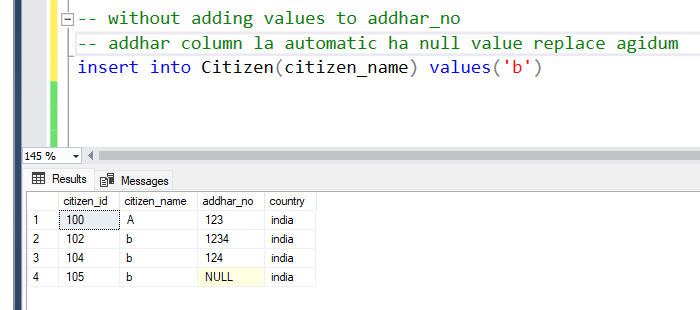 -- without adding values to addhar_no
-- addhar column la automatic ha null value replace agidum
insert into Citizen(citizen_name) values('b')
145 %
Results Messages
citizen_id citizen_name addhar_no country
1 100 A 123 india
2 102 b 1234 india
3 104 b 124 india
4 105 b NULL india